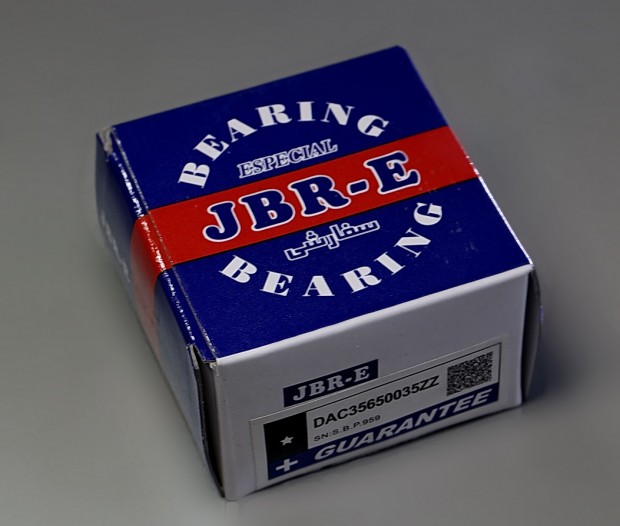 BEARING
ESPECIAL
JBR-E
سفارشی
BEARING
JBR-E
DAC35650035ZZ
SN:S.B.P.959
+ GUARANTEE